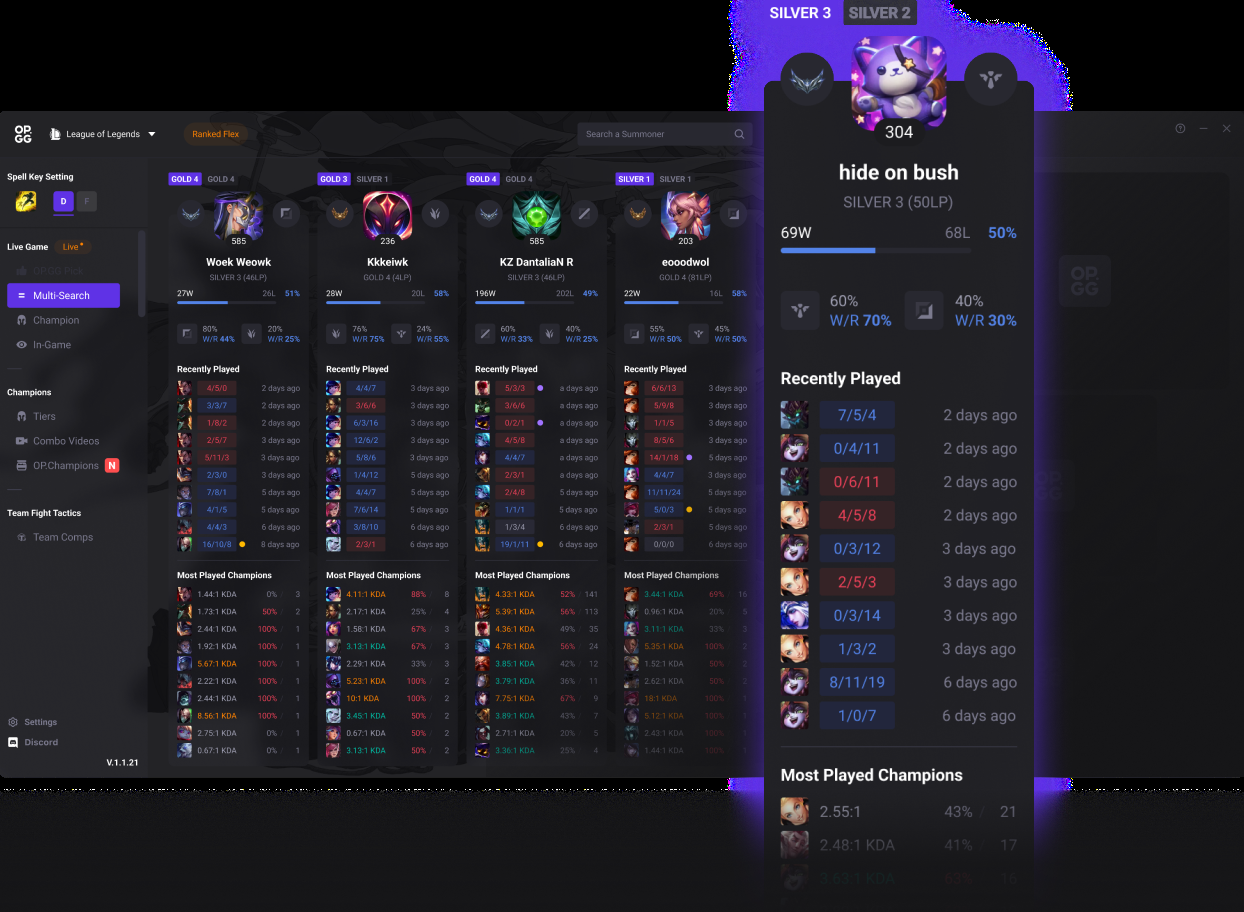 SILVER 3 SILVER 2
304
hide on bush
SILVER 3 (50LP)
69W 68L 50%
60% 40%
W/R 70% W/R 30%
Recently Played
7/5/4 2 days ago
0/4/11 2 days ago
0/6/11 2 days ago
4/5/8 2 days ago
0/3/12 3 days ago
2/5/3 3 days ago
0/3/14 3 days ago
1/3/2 3 days ago
8/11/19 6 days ago
1/0/7 6 days ago
Most Played Champions
2.55:1 43% / 21
2.48:1 KDA 41% / 17
3.63:1 KDA 63% 16
OP.GG
League of Legends
Ranked Flex
Search a Summoner
Spell Key Setting
D F
Live Game Live
OPGG Pick
Multi-Search
Champion
In-Game
Champions
Tiers
Combo Videos
OP.Champions N
Team Fight Tactics
Team Comps
Settings
Discord
V.1.1.21
GOLD 4 GOLD 4
585
Woek Weowk
SILVER 3 (46LP)
27W 26L 51%
80% 20%
W/R 44% W/R 25%
Recently Played
4/5/0 2 days ago
3/3/7 2 days ago
1/8/2 2 days ago
2/5/7 3 days ago
5/11/3 3 days ago
2/3/0 3 days ago
7/8/1 5 days ago
4/1/5 5 days ago
4/4/3 6 days ago
16/10/8 8 days ago
Most Played Champions
1.44:1 KDA 0% / 3
1.73:1 KDA 50% / 2
2.44:1 KDA 100% / 1
1.92:1 KDA 100% / 1
5.67:1 KDA 100% / 1
2.22:1 KDA 100% / 1
2.44:1 KDA 100% / 1
8.56:1 KDA 100% / 1
2.75:1 KDA 0% / 1
0.67:1 KDA 0% / 1
GOLD 3 SILVER 1
236
Kkkeiwk
GOLD 4 (4LP)
28W 20L 58%
76% 24%
W/R 75% W/R 55%
Recently Played
4/4/7 3 days ago
3/6/6 3 days ago
6/3/16 3 days ago
12/6/2 3 days ago
5/8/6 3 days ago
1/4/12 5 days ago
4/4/7 5 days ago
7/6/14 5 days ago
3/8/10 6 days ago
2/3/1 6 days ago
Most Played Champions
4.11:1 KDA 88% / 8
2.17:1 KDA 25% / 4
1.58:1 KDA 67% / 3
3.13:1 KDA 67% / 3
2.29:1 KDA 33% / 3
5.23:1 KDA 100% / 2
10:1 KDA 100% / 2
3.45:1 KDA 50% / 2
0.67:1 KDA 50% / 2
3.13:1 KDA 50% / 2
GOLD 4 GOLD 4
585
KZ DantaliaN R
SILVER 3 (46LP)
196W 202L 49%
60% 40%
W/R 33% W/R 25%
Recently Played
5/3/3 a days ago
3/6/6 a days ago
0/2/1 a days ago
4/5/8 a days ago
4/4/7 a days ago
2/3/1 a days ago
2/4/8 5 days ago
1/1/1 5 days ago
1/3/4 6 days ago
19/1/11 6 days ago
Most Played Champions
4.33:1 KDA 52% / 141
5.39:1 KDA 56% / 113
4.36:1 KDA 49% / 35
4.78:1 KDA 56% / 24
3.85:1 KDA 42% / 12
3.79:1 KDA 36% / 11
7.75:1 KDA 67% / 9
3.89:1 KDA 43% / 7
2.71:1 KDA 20% / 5
3.36:1 KDA 25% / 4
SILVER 1 SILVER 1
203
eooodwol
GOLD 4 (81LP)
22W 16L 58%
55% 45%
W/R 50% W/R 50%
Recently Played
6/6/13 3 days ago
5/9/8 3 days ago
1/1/5 3 days ago
8/5/6 3 days ago
14/1/18 3 days ago
4/4/7 5 days ago
11/11/24 5 days ago
5/0/3 5 days ago
2/3/1 5 days ago
0/0/0 6 days ago
Most Played Champions
3.44:1 KDA 69% / 16
0.96:1 KDA 20% / 5
3.11:1 KDA 33% / 3
5.35:1 KDA 100% / 2
1.52:1 KDA 50% / 2
2.62:1 KDA 50% / 2
18:1 KDA 100% / 1
5.12:1 KDA 100% / 1
2.43:1 KDA 100% / 1
1.44:1 KDA 100% / 1
OP.GG